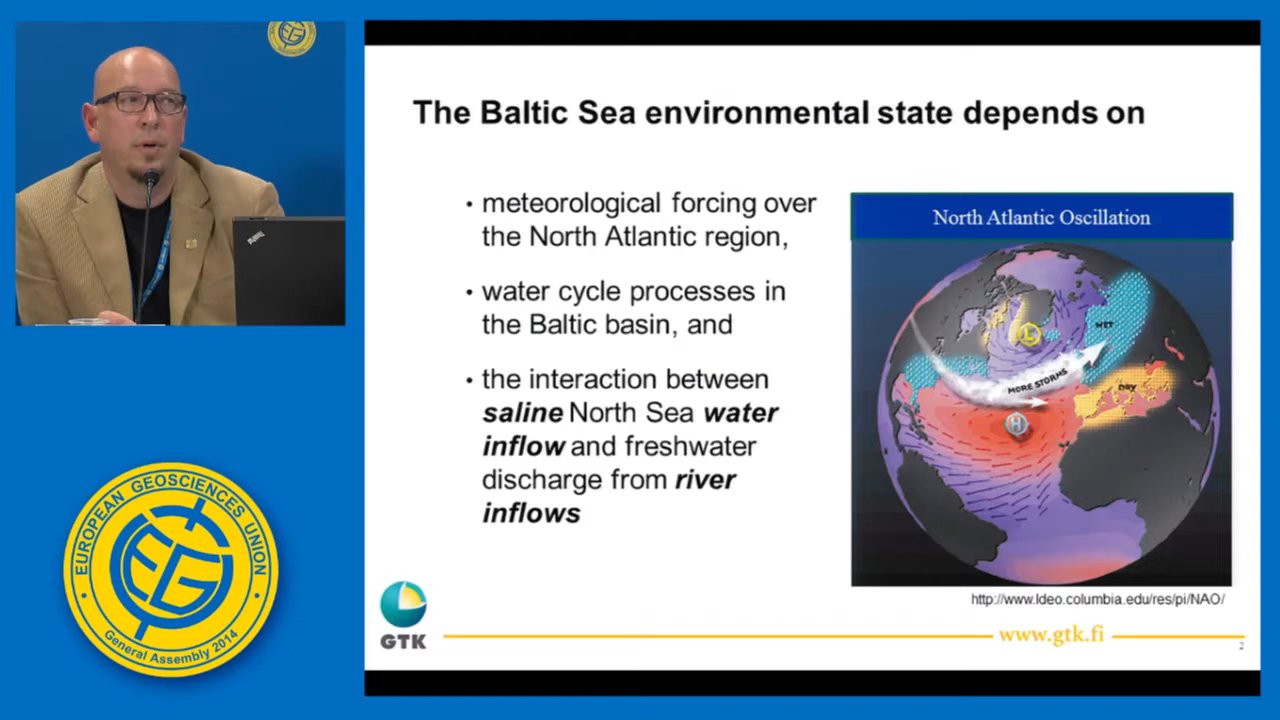 The Baltic Sea environmental state depends on
• meteorological forcing over
the North Atlantic region,
• water cycle processes in
the Baltic basin, and
• the interaction between
saline North Sea water
inflow and freshwater
discharge from river
inflows
North Atlantic Oscillation
L
WET
MORE STORMS
DRY
H
http://www.ldeo.columbia.edu/res/pi/NAO/
GTK
www.gtk.fi
2
ThinkPad
EUROPEAN GEOSCIENCES UNION
EGU
General Assembly 2014